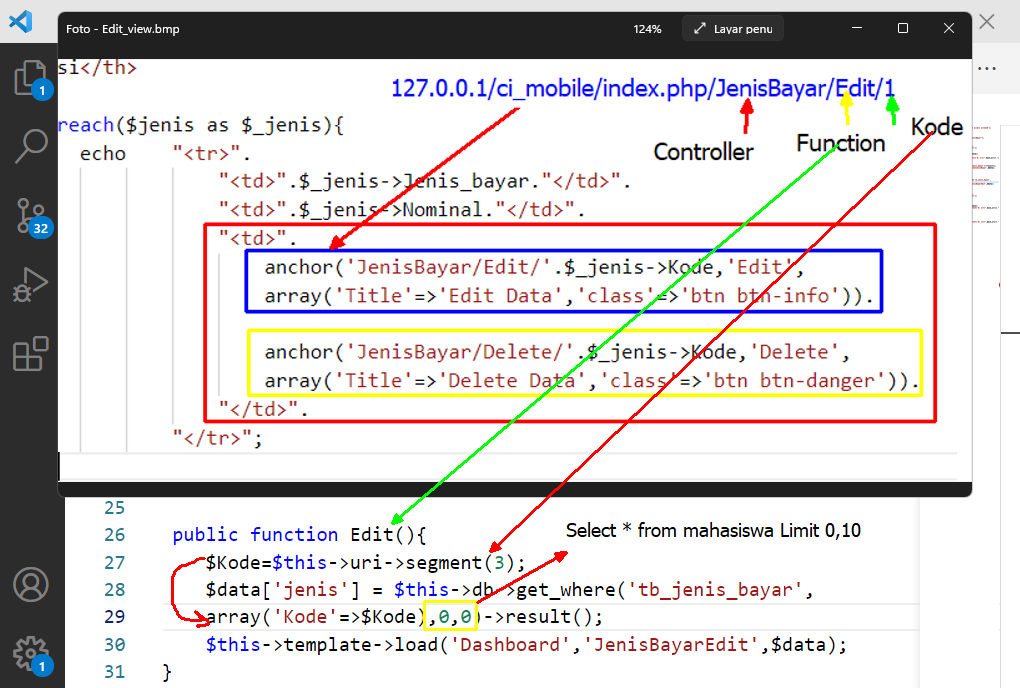 Foto - Edit_view.bmp
124%
Layar penu
si</th>
127.0.0.1/ci_mobile/index.php/JenisBayar/Edit/1
reach($jenis as $_jenis){
Controller
Function
Kode
echo "<tr>".
"<td>".$_jenis->Jenis_bayar."</td>".
"<td>".$_jenis->Nominal."</td>".
"<td>".
anchor('JenisBayar/Edit/'.$_jenis->Kode,'Edit',
array('Title'=>'Edit Data','class'=>'btn btn-info')).
anchor('JenisBayar/Delete/'.$_jenis->Kode,'Delete',
array('Title'=>'Delete Data','class'=>'btn btn-danger')).
"</td>".
"</tr>";
1
32
1
25
26 public function Edit(){
Select * from mahasiswa Limit 0,10
27 $Kode=$this->uri->segment(3);
28 $data['jenis'] = $this->db->get_where('tb_jenis_bayar',
29 array('Kode'=>$Kode),0,0)->result();
30 $this->template->load('Dashboard','JenisBayarEdit',$data);
31 }